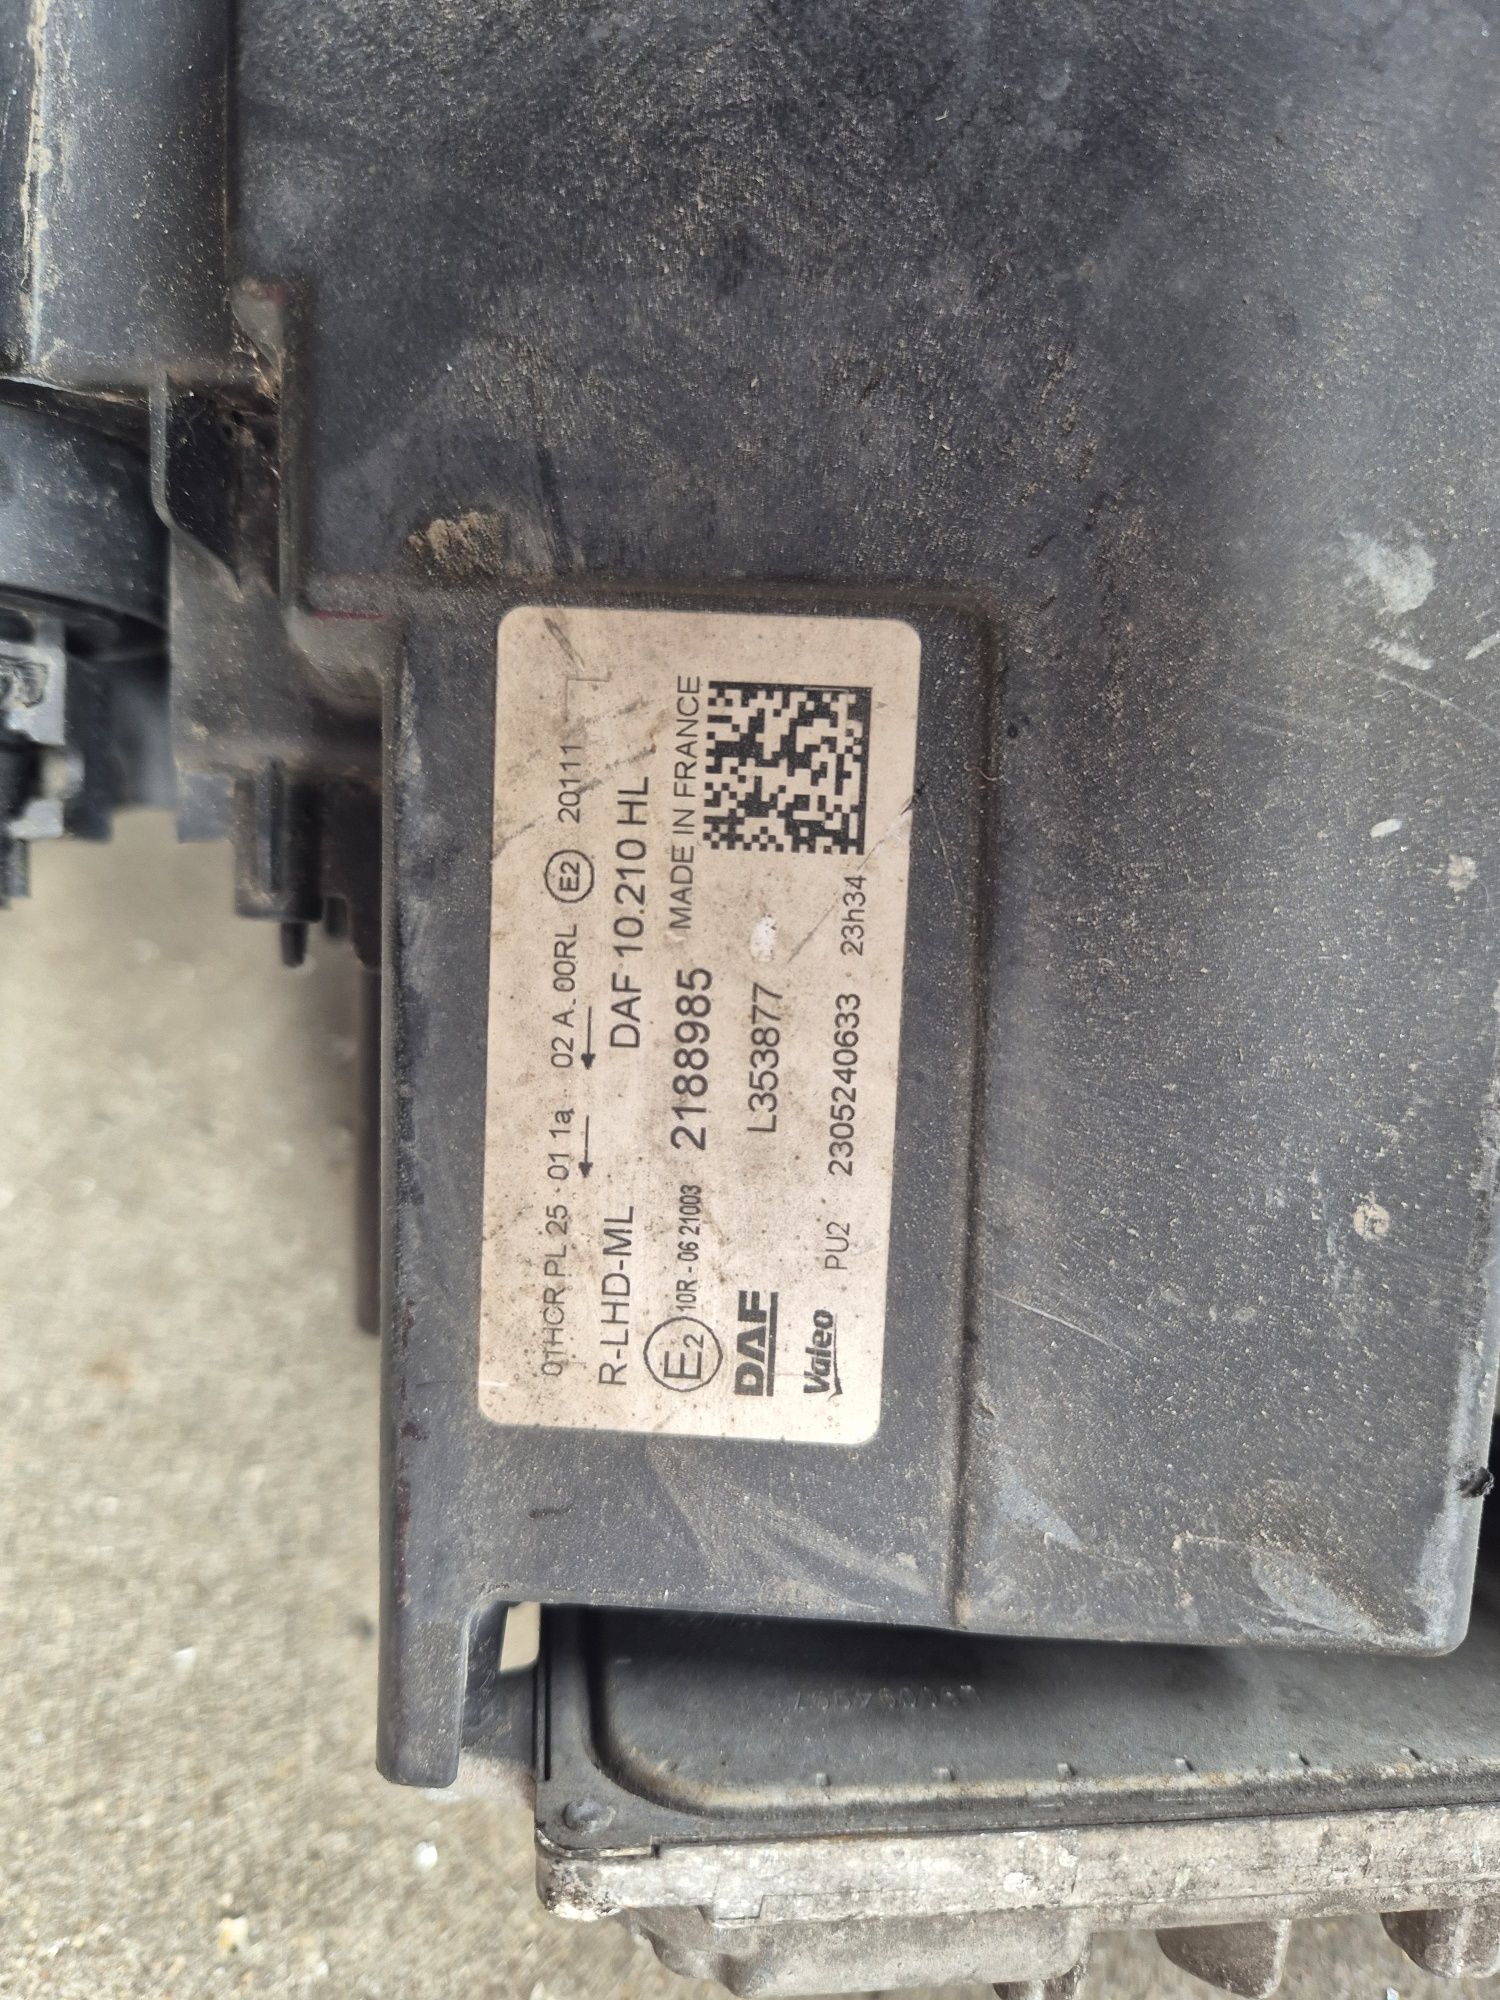 01HCR PL 25 01 1a 02 A 00RL E2 20111
R-LHD-ML DAF 10.210 HL
E2 10R - 06 21003 2188985 MADE IN FRANCE
DAF L353877
Valeo PU2 2305240633 23h34